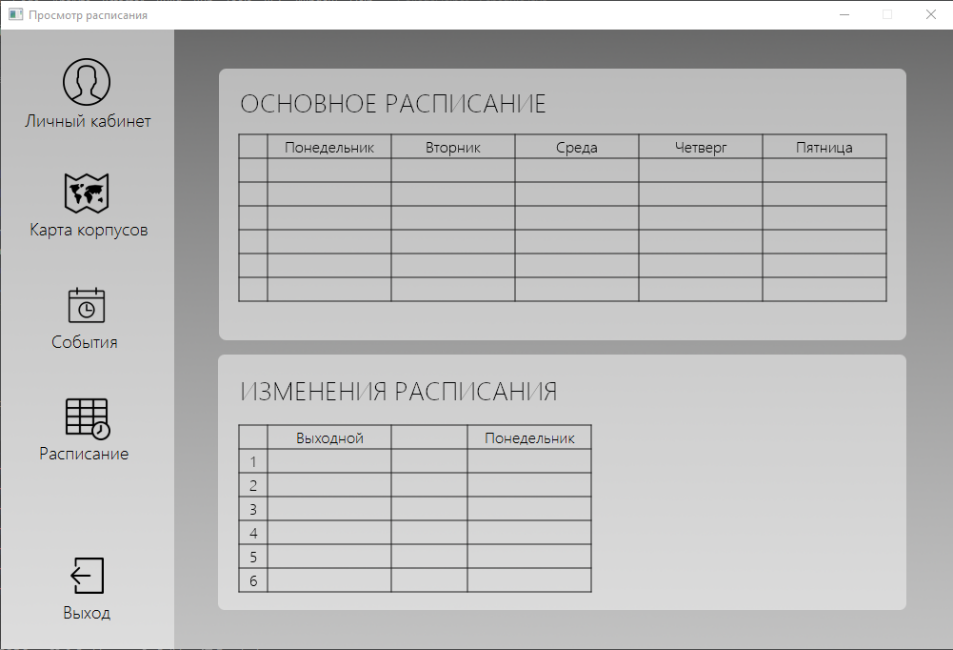 Просмотр расписания
Личный кабинет
Карта корпусов
События
Расписание
Выход
ОСНОВНОЕ РАСПИСАНИЕ
Понедельник Вторник Среда Четверг Пятница
ИЗМЕНЕНИЯ РАСПИСАНИЯ
Выходной Понедельник
1
2
3
4
5
6